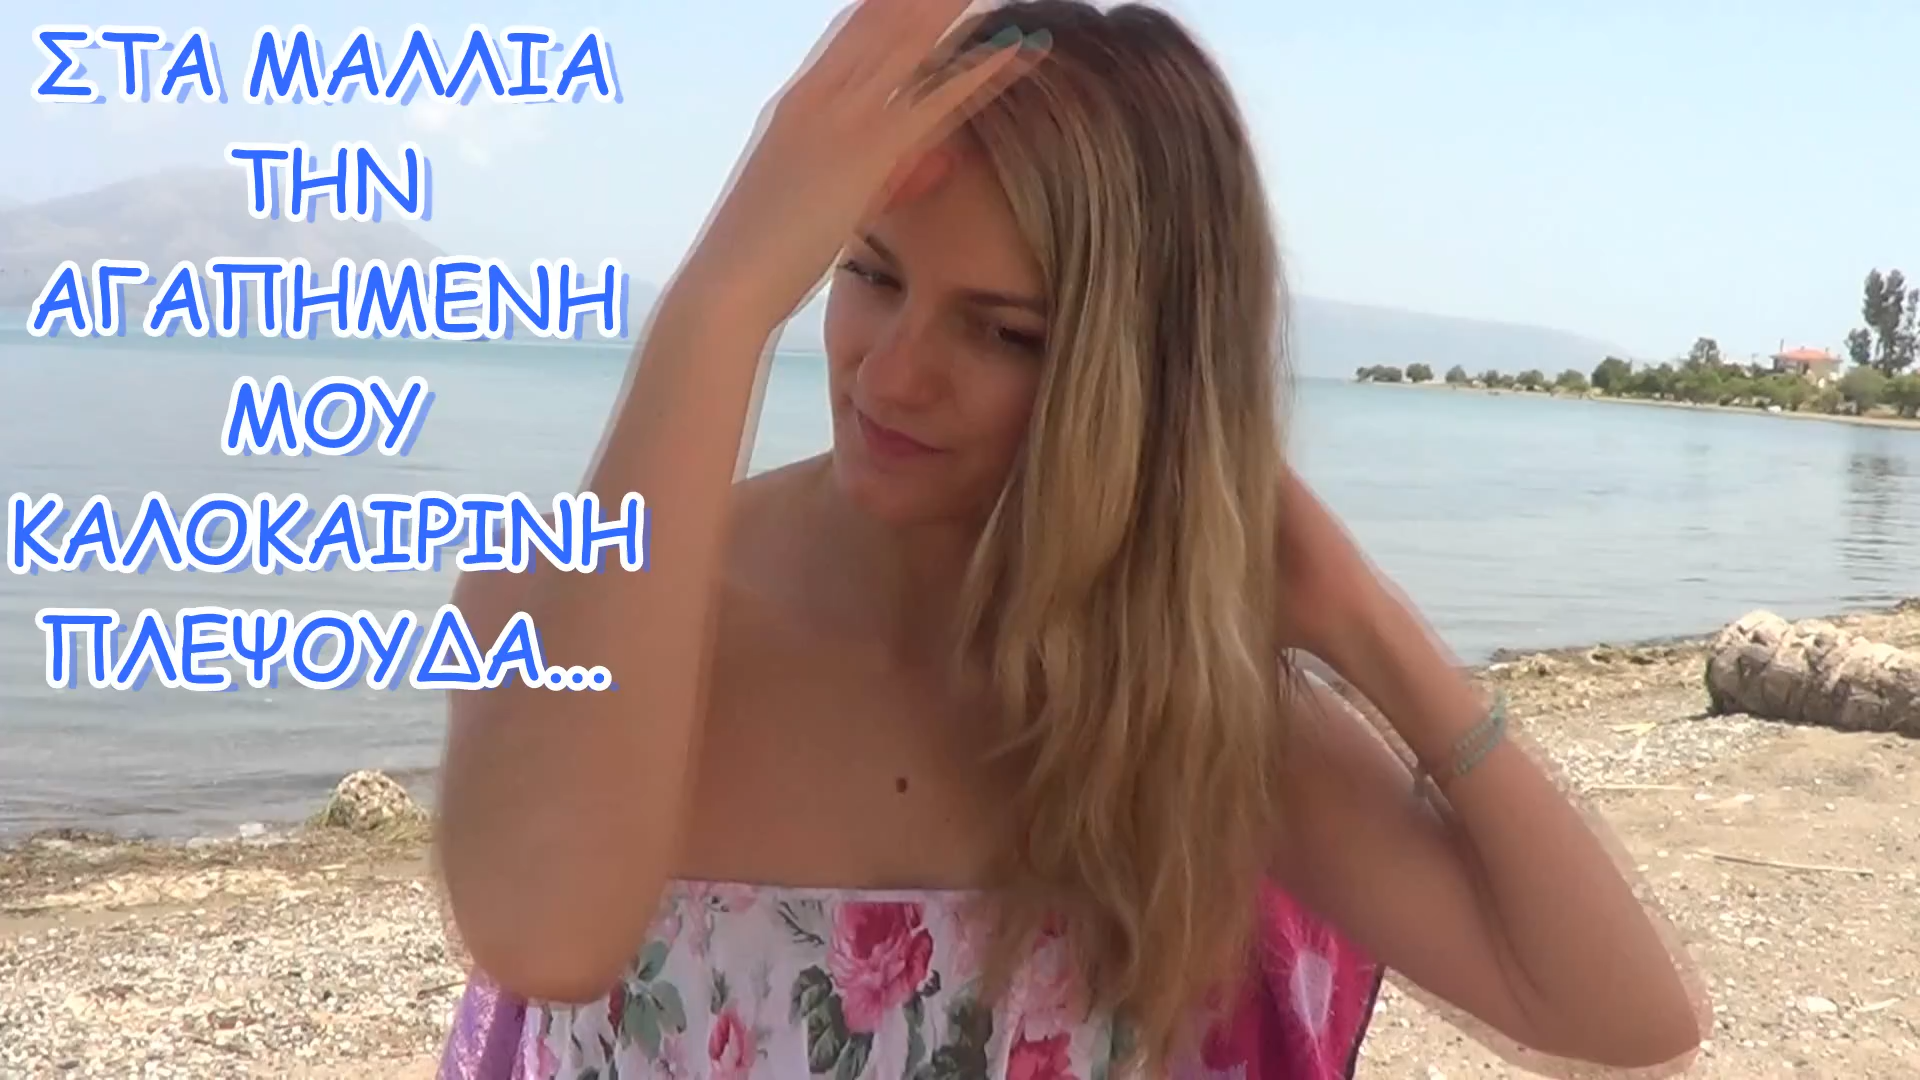 ΣΤΑ ΜΑΛΛΙΑ
ΤΗΝ
ΑΓΑΠΗΜΕΝΗ
ΜΟΥ
ΚΑΛΟΚΑΙΡΙΝΗ
ΠΛΕΨΟΥΔΑ...